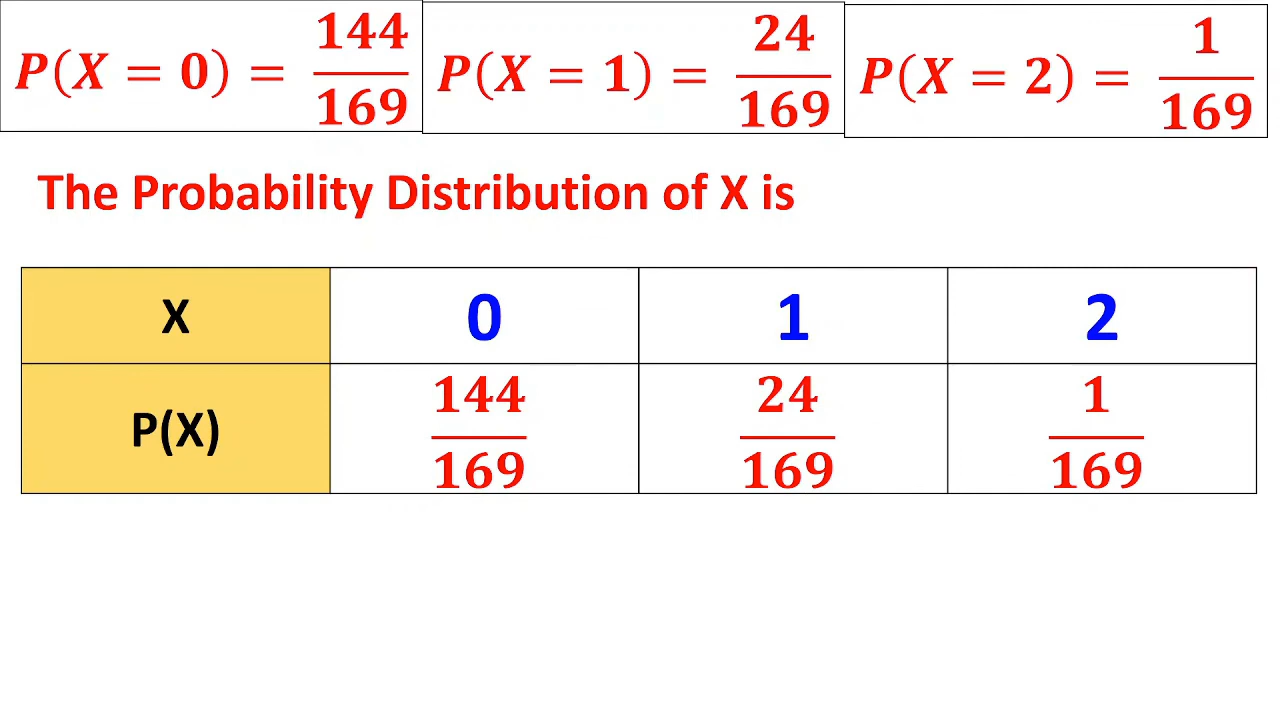 P(X = 0) = 144/169
P(X = 1) = 24/169
P(X = 2) = 1/169
The Probability Distribution of X is
X 0 1 2
P(X) 144/169 24/169 1/169